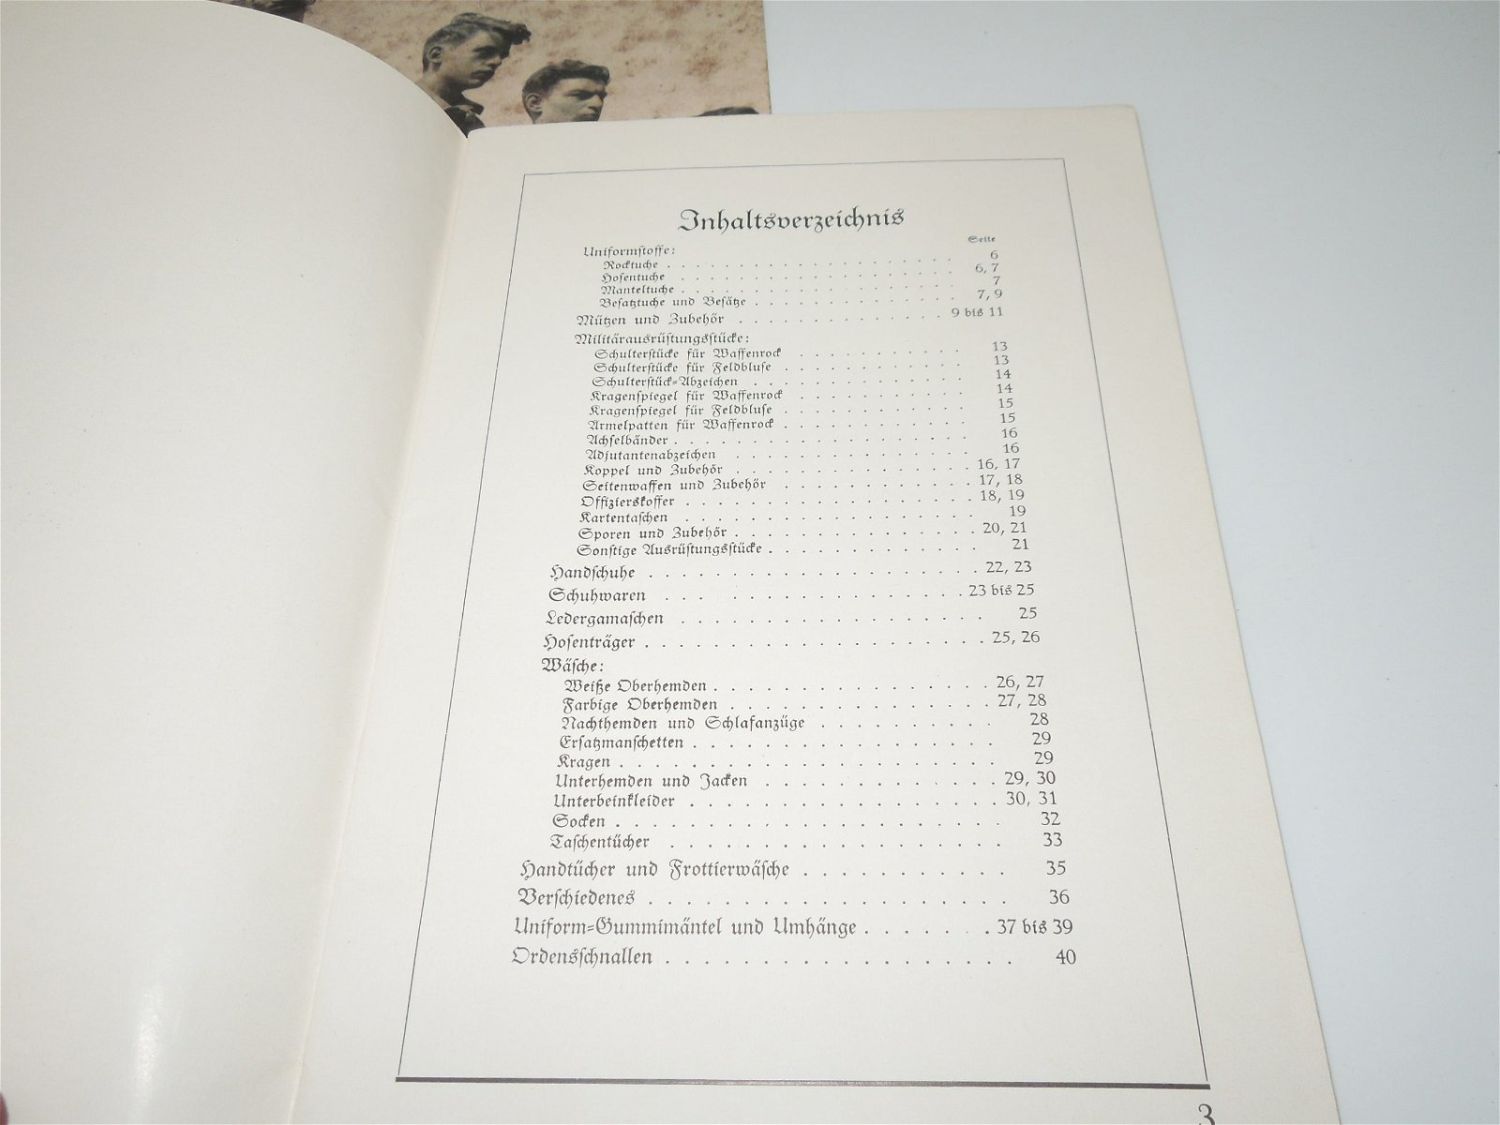 Inhaltsverzeichnis
Seite
Uniformstoffe:
Rocktuche . . . . . . . . . . . . . . . . . . . . 6
Hosentuche . . . . . . . . . . . . . . . . . . . . 6, 7
Manteltuche . . . . . . . . . . . . . . . . . . . . 7
Besatztuche und Besätze . . . . . . . . . . . . . . . 7, 9
Mützen und Zubehör . . . . . . . . . . . . . . 9 bis 11
Militärausrüstungsstücke:
Schulterstücke für Waffenrock . . . . . . . . . . 13
Schulterstücke für Feldbluse . . . . . . . . . . . 13
Schulterstück-Abzeichen . . . . . . . . . . . . . 14
Kragenspiegel für Waffenrock . . . . . . . . . . 14
Kragenspiegel für Feldbluse . . . . . . . . . . . 15
Ärmelpatten für Waffenrock . . . . . . . . . . . 15
Achselbänder . . . . . . . . . . . . . . . . . . 16
Adjutantenabzeichen . . . . . . . . . . . . . . 16
Koppel und Zubehör . . . . . . . . . . . . . . 16, 17
Seitenwaffen und Zubehör . . . . . . . . . . . 17, 18
Offizierskoffer . . . . . . . . . . . . . . . . . 18, 19
Kartentaschen . . . . . . . . . . . . . . . . . 19
Sporen und Zubehör . . . . . . . . . . . . . . 20, 21
Sonstige Ausrüstungsstücke . . . . . . . . . . . . 21
Handschuhe . . . . . . . . . . . . . . . . . . 22, 23
Schuhwaren . . . . . . . . . . . . . . . . . 23 bis 25
Ledergamaschen . . . . . . . . . . . . . . . . . 25
Hosenträger . . . . . . . . . . . . . . . . . . 25, 26
Wäsche:
Weiße Oberhemden . . . . . . . . . . . . . . . 26, 27
Farbige Oberhemden . . . . . . . . . . . . . . 27, 28
Nachthemden und Schlafanzüge . . . . . . . . . . 28
Ersatzmanschetten . . . . . . . . . . . . . . . . 29
Kragen . . . . . . . . . . . . . . . . . . . . 29
Unterhemden und Jacken . . . . . . . . . . . . 29, 30
Unterbeinkleider . . . . . . . . . . . . . . . . 30, 31
Socken . . . . . . . . . . . . . . . . . . . . 32
Taschentücher . . . . . . . . . . . . . . . . . 33
Handtücher und Frottierwäsche . . . . . . . . . . . 35
Verschiedenes . . . . . . . . . . . . . . . . . . 36
Uniform-Gummimäntel und Umhänge . . . . . . . 37 bis 39
Ordensschnallen . . . . . . . . . . . . . . . . . 40
3